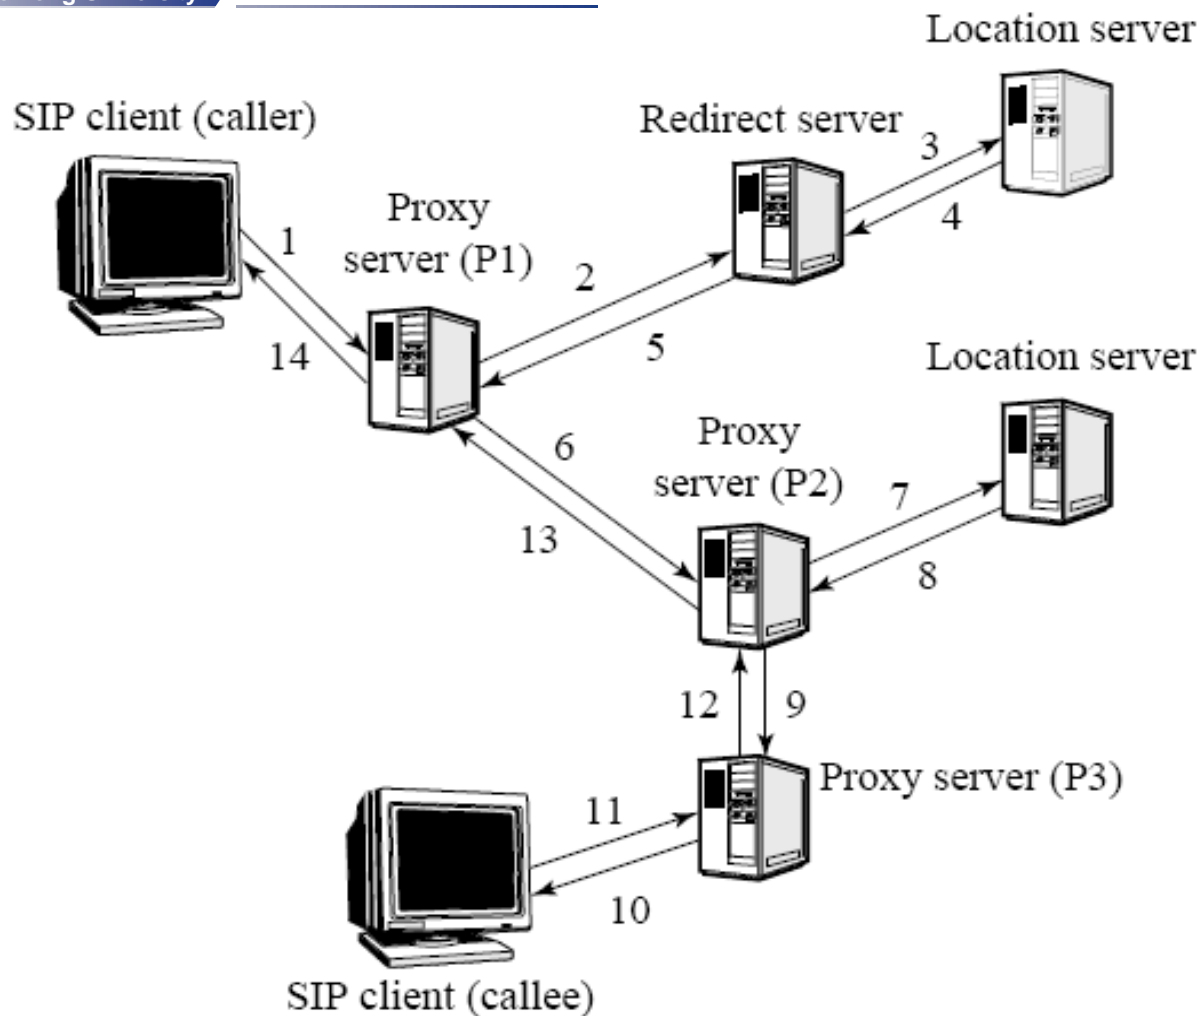 Location server
SIP client (caller)
Redirect server
3
Proxy
server (P1)
1
4
2
14
5
Location server
6
Proxy
server (P2)
7
13
8
12
9
Proxy server (P3)
11
10
SIP client (callee)